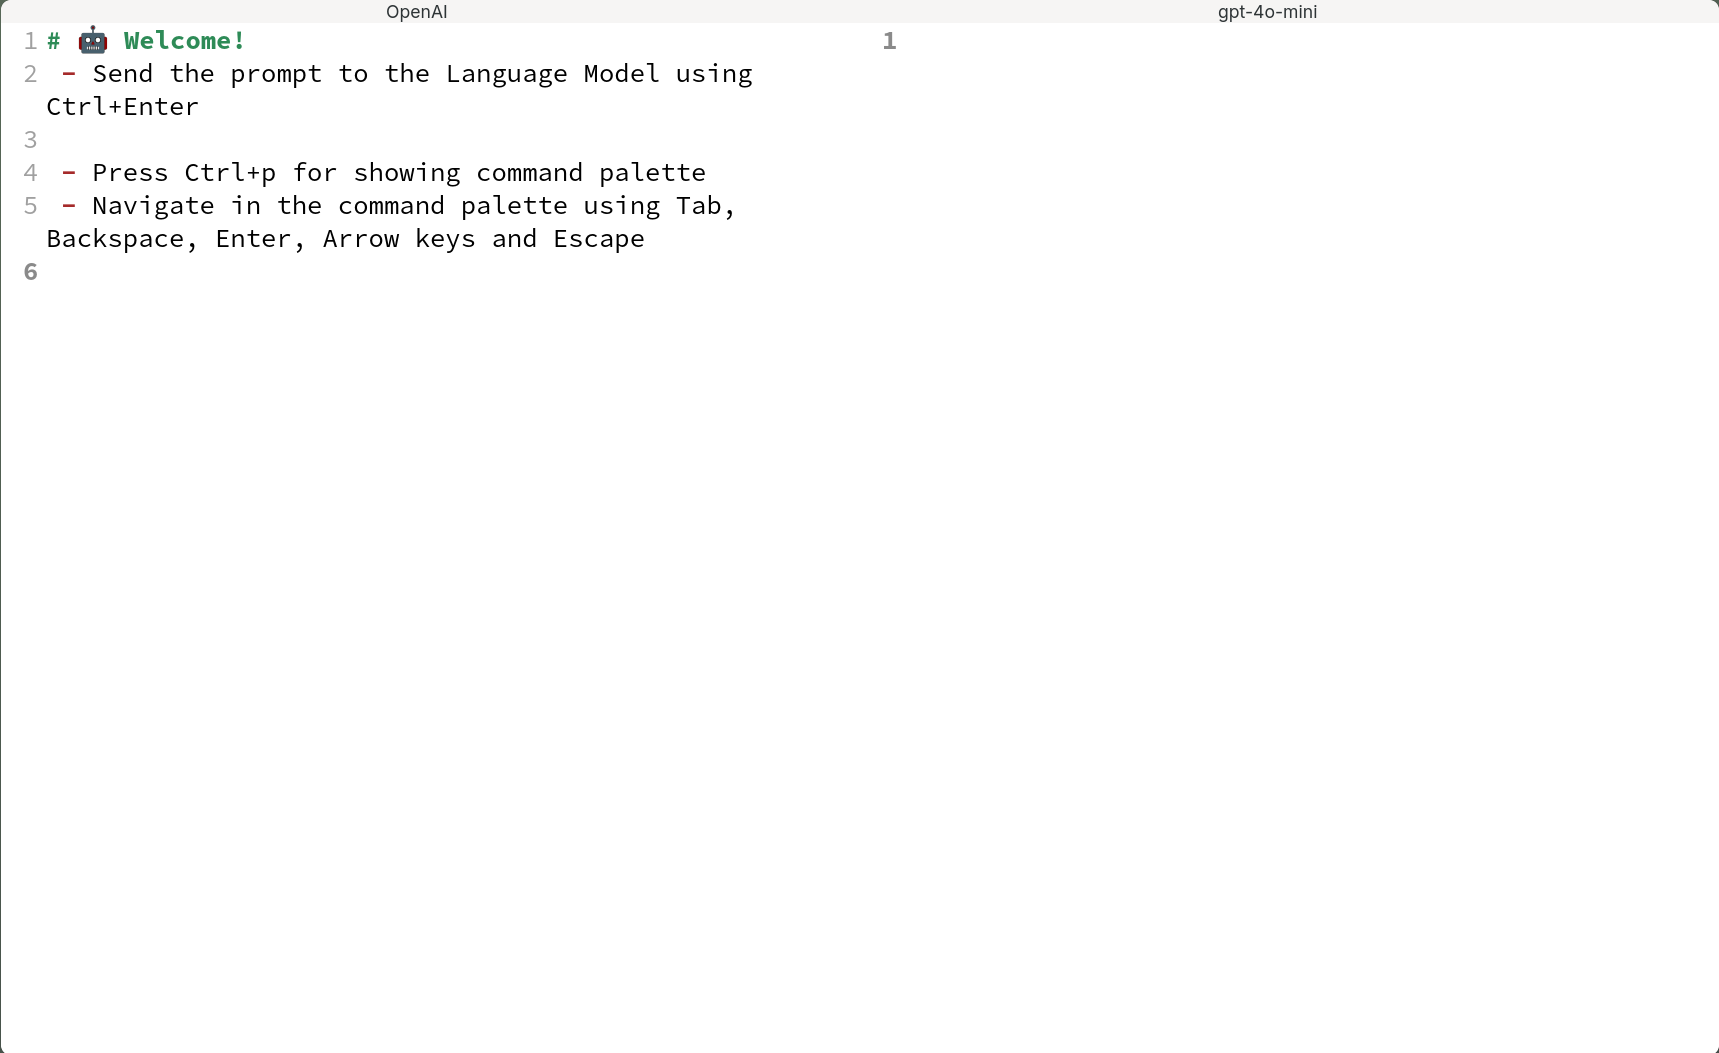 OpenAI
gpt-4o-mini
1 # 🤖 Welcome!
2 - Send the prompt to the Language Model using
Ctrl+Enter
3
4 - Press Ctrl+p for showing command palette
5 - Navigate in the command palette using Tab,
Backspace, Enter, Arrow keys and Escape
6
1